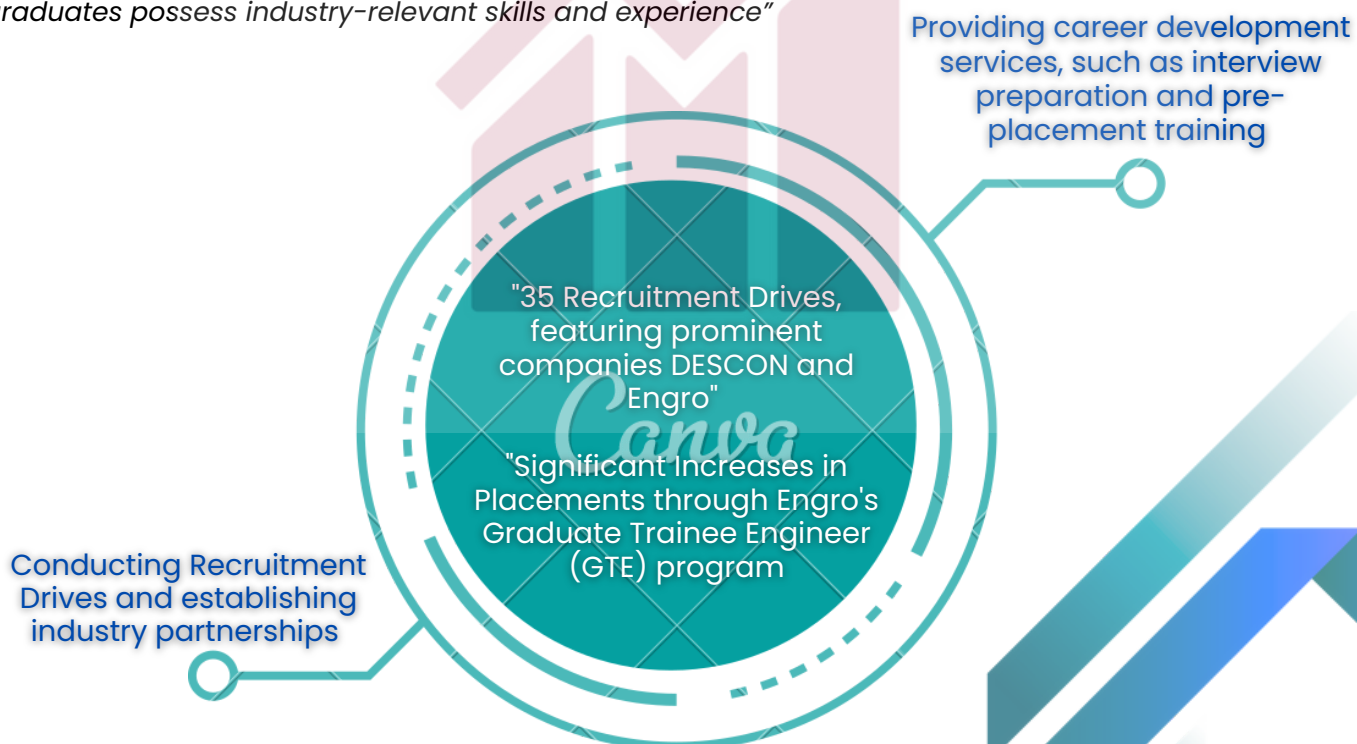 graduates possess industry-relevant skills and experience”
Providing career development
services, such as interview
preparation and pre-
placement training
"35 Recruitment Drives,
featuring prominent
companies DESCON and
Engro"
Canva
"Significant Increases in
Placements through Engro's
Graduate Trainee Engineer
(GTE) program
Conducting Recruitment
Drives and establishing
industry partnerships